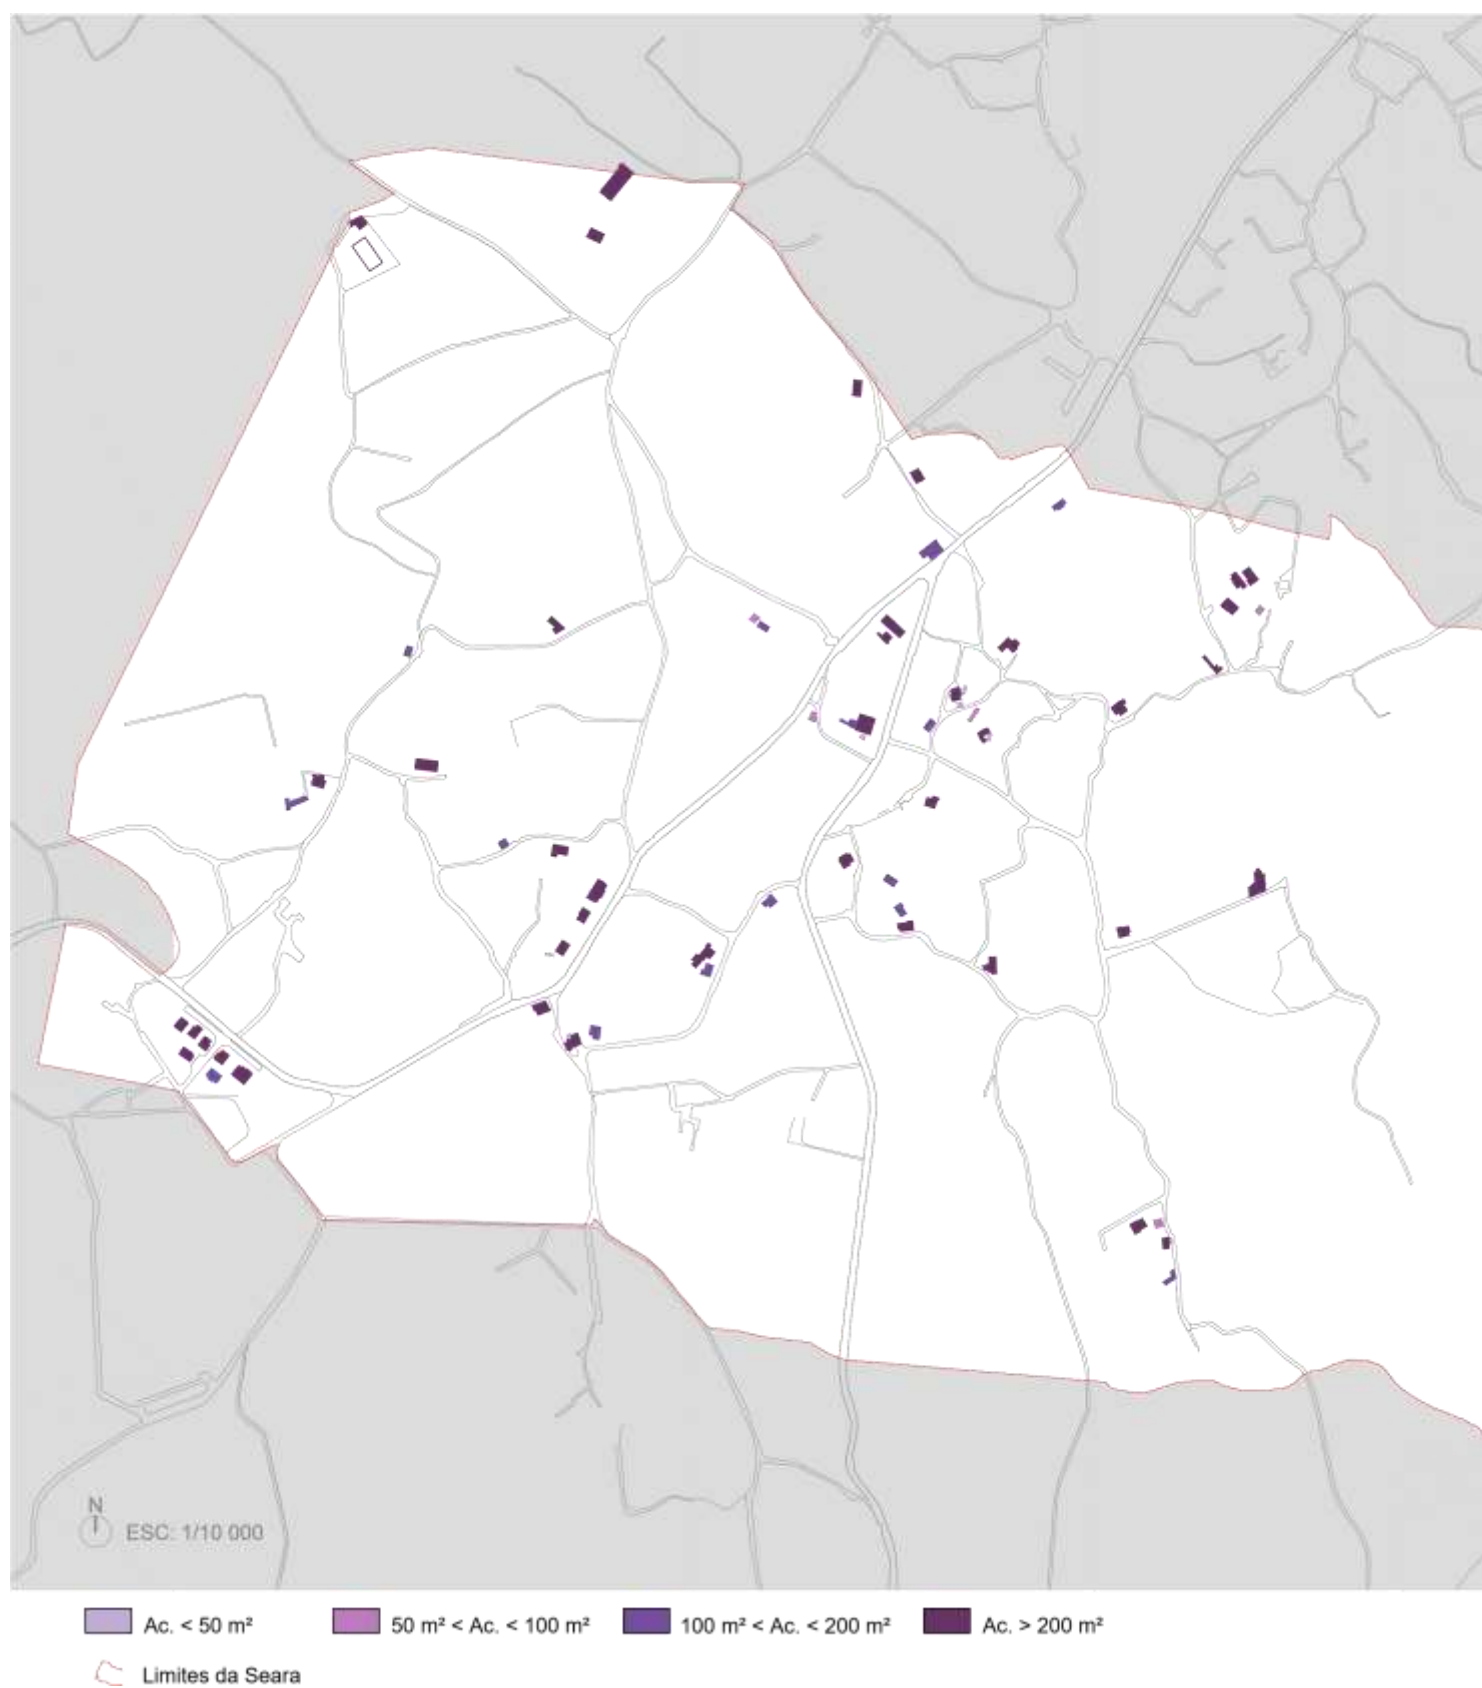 N
ESC: 1/10 000
Ac. < 50 m²
50 m² < Ac. < 100 m²
100 m² < Ac. < 200 m²
Ac. > 200 m²
Limites da Seara